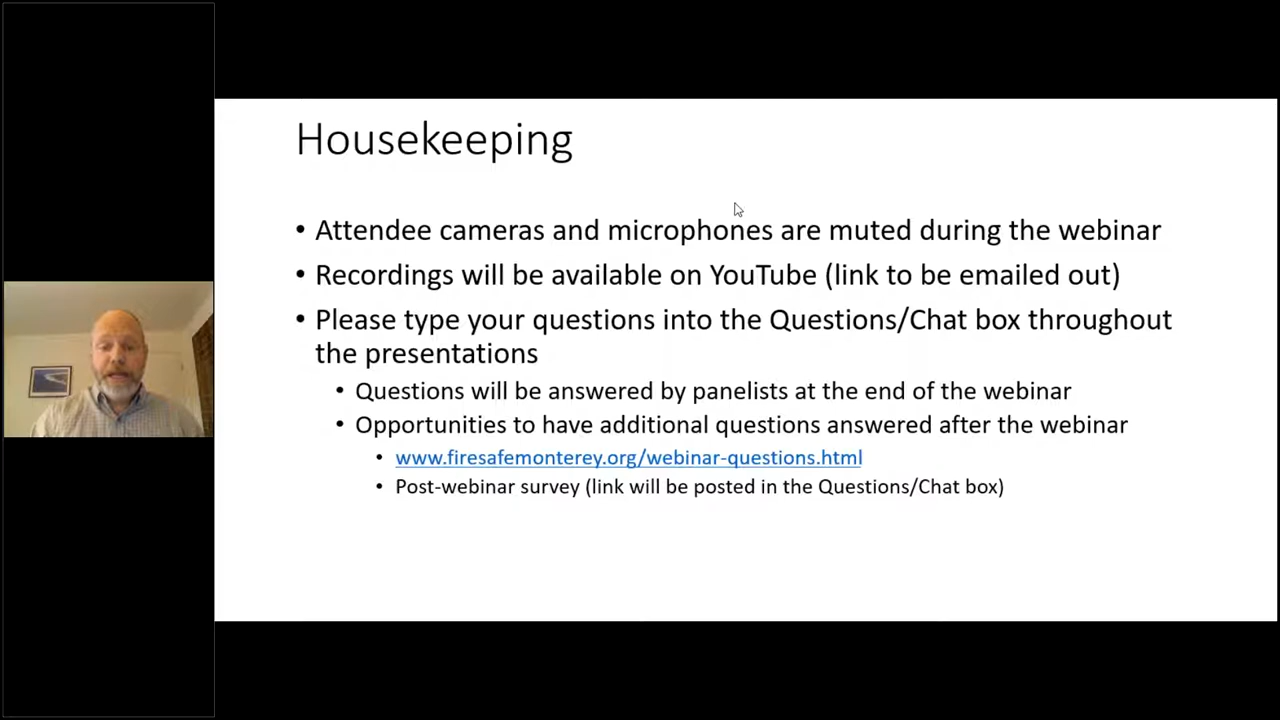 Housekeeping
• Attendee cameras and microphones are muted during the webinar
• Recordings will be available on YouTube (link to be emailed out)
• Please type your questions into the Questions/Chat box throughout
the presentations
• Questions will be answered by panelists at the end of the webinar
• Opportunities to have additional questions answered after the webinar
• www.firesafemonterey.org/webinar-questions.html
• Post-webinar survey (link will be posted in the Questions/Chat box)